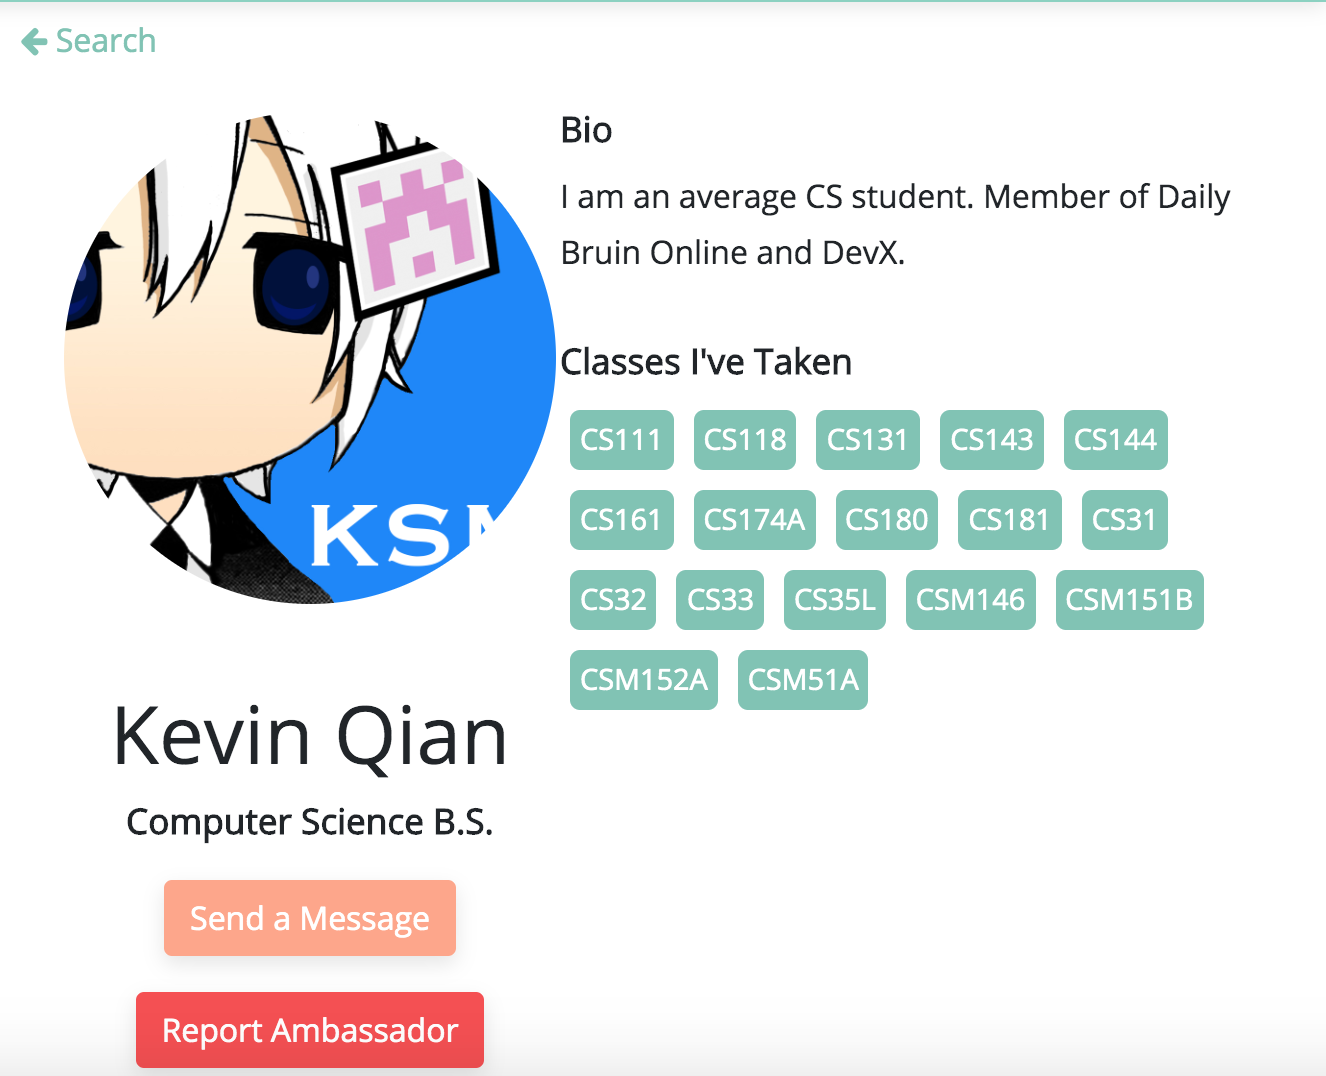 Search
Bio
I am an average CS student. Member of Daily
Bruin Online and DevX.
Classes I've Taken
CS111 CS118 CS131 CS143 CS144
CS161 CS174A CS180 CS181 CS31
CS32 CS33 CS35L CSM146 CSM151B
CSM152A CSM51A
KSM
Kevin Qian
Computer Science B.S.
Send a Message
Report Ambassador